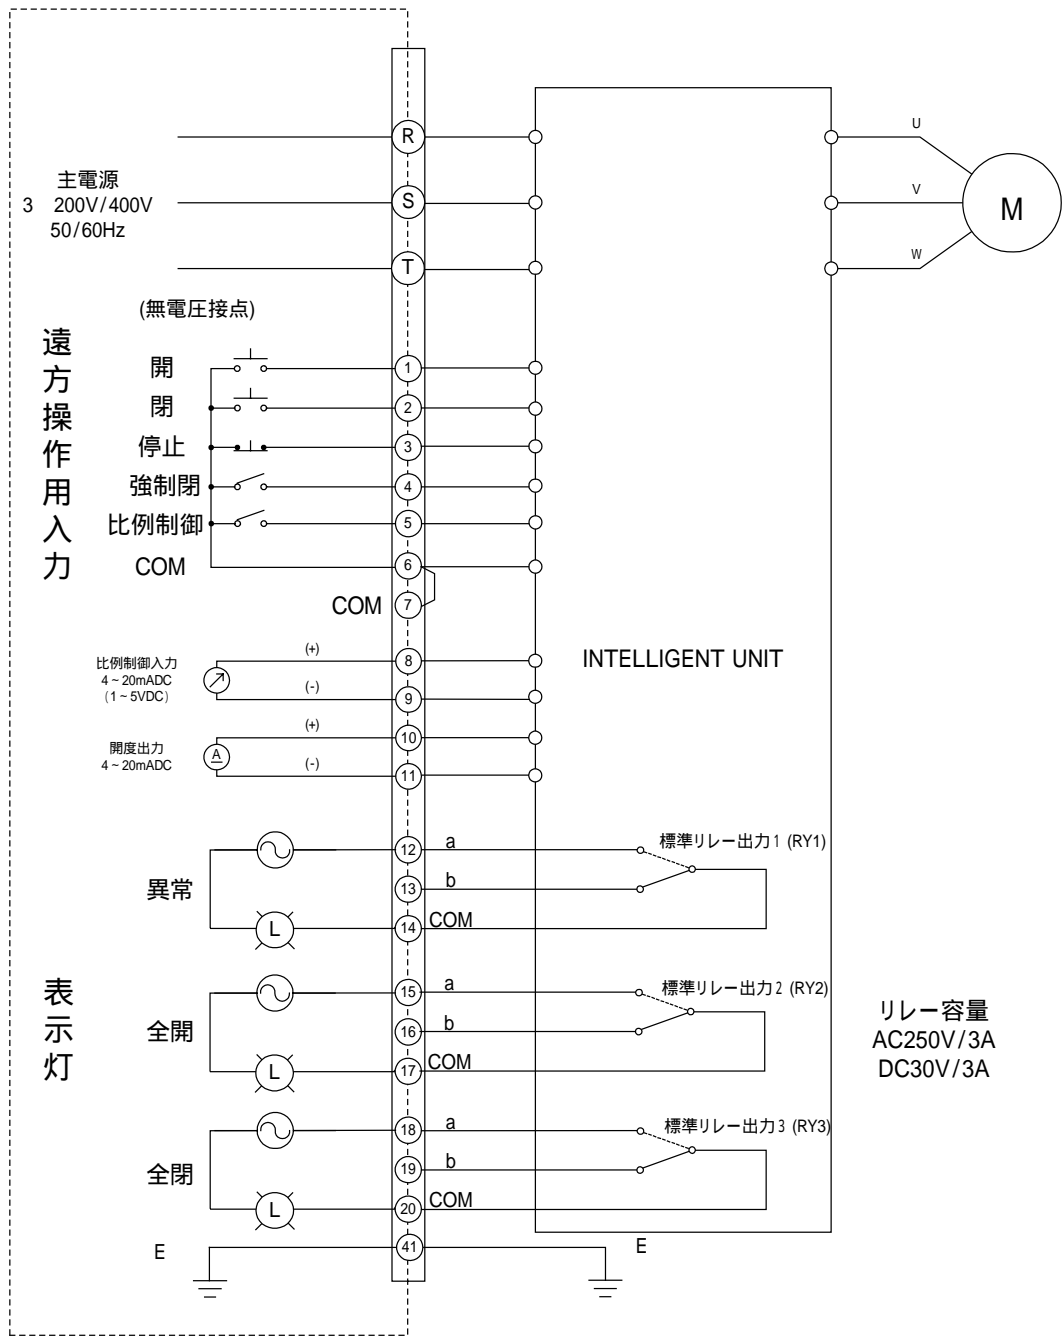 R
U
主電源
3 200V/400V
50/60Hz
S
V
M
T
W
(無電圧接点)
遠方操作用入力
開
1
閉
2
停止
3
強制閉
4
比例制御
5
COM
6
COM
7
INTELLIGENT UNIT
比例制御入力
4~20mADC
(1~5VDC)
(+)
8
(-)
9
開度出力
4~20mADC
(+)
10
A
(-)
11
表示灯
異常
12
a
標準リレー出力1 (RY1)
13
b
L
14
COM
全開
15
a
標準リレー出力2 (RY2)
16
b
L
17
COM
リレー容量
AC250V/3A
DC30V/3A
全閉
18
a
標準リレー出力3 (RY3)
19
b
L
20
COM
E
41
E